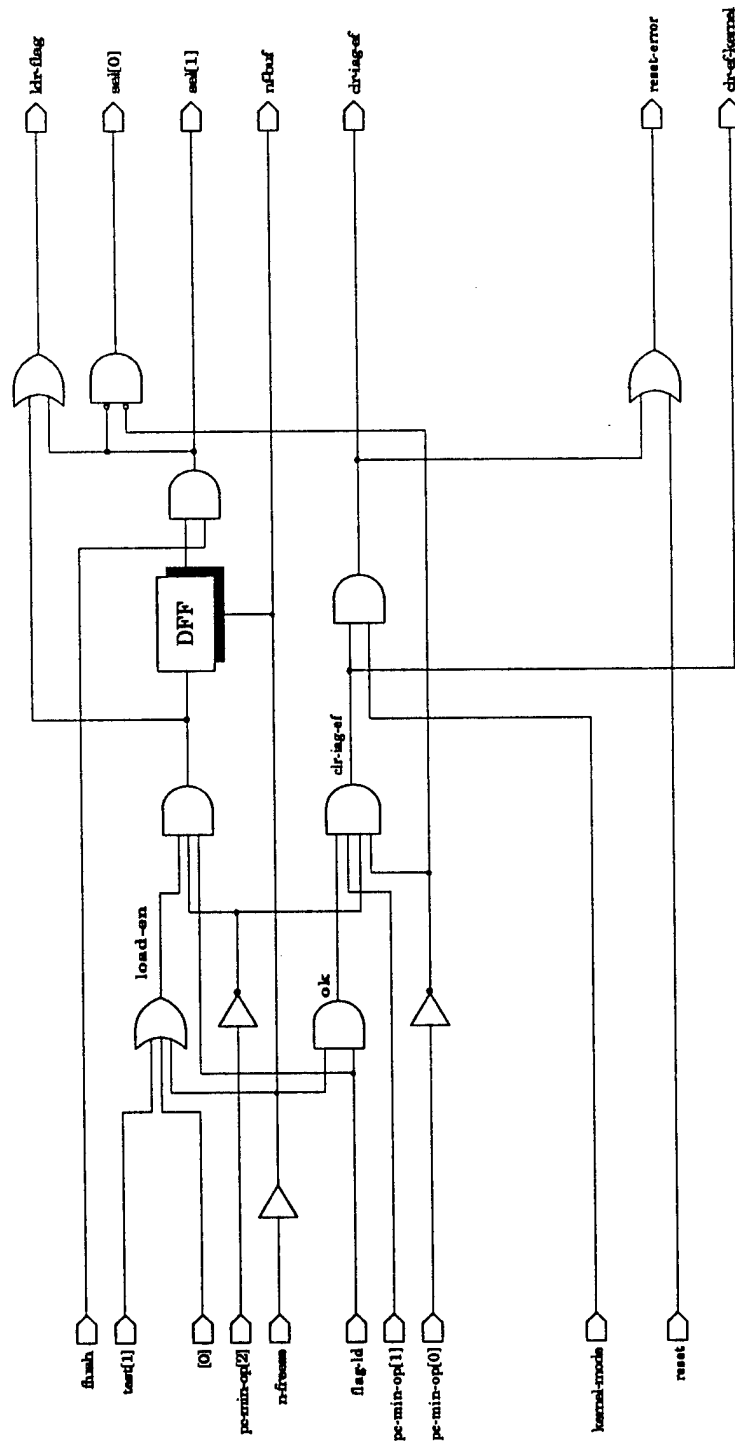 ldr-flag
sel[0]
sel[1]
nf-buf
clr-iag-ef
reset-error
clr-ef-kernel
DFF
clr-iag-ef
load-en
ok
flush
test[1]
[0]
pc-min-op[2]
n-freeze
flag-ld
pc-min-op[1]
pc-min-op[0]
kernel-mode
reset